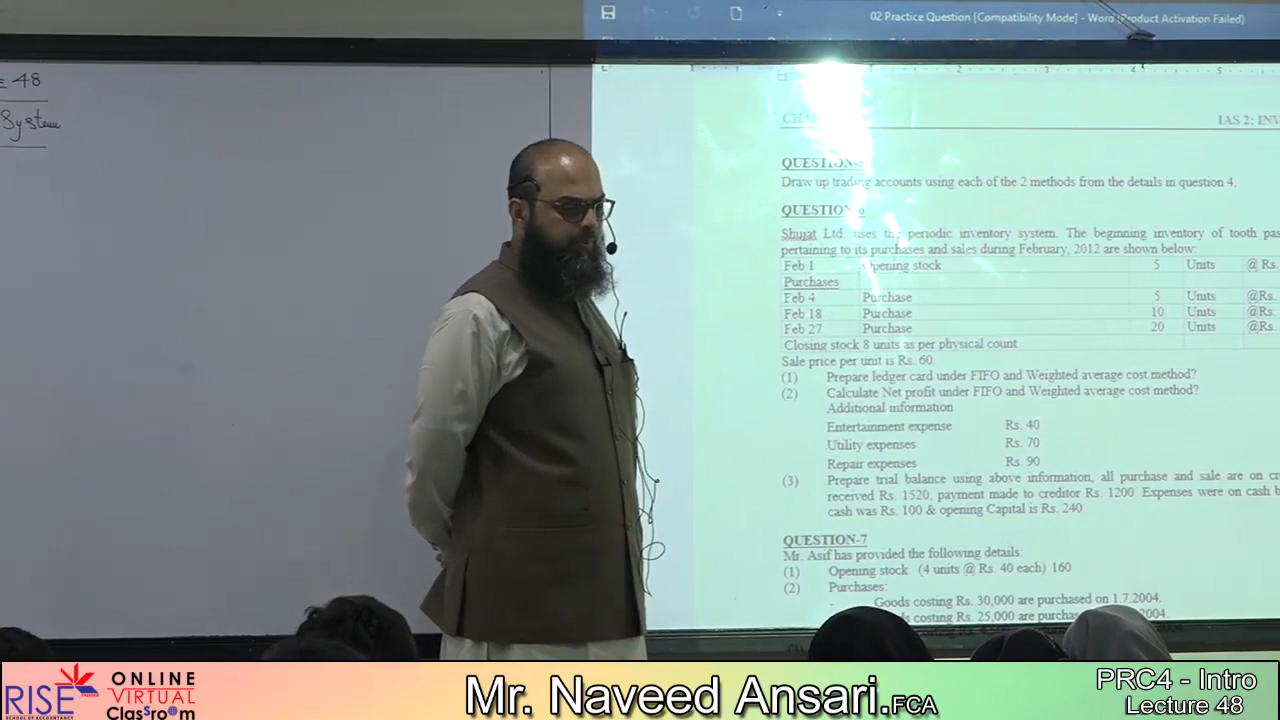 = 48
System
02 Practice Question [Compatibility Mode] - Word (Product Activation Failed)
IAS 2: INV
QUESTION-
Draw up trading accounts using each of the 2 methods from the details in question 4.
QUESTION-6
Shujat Ltd. uses the periodic inventory system. The beginning inventory of tooth pas
pertaining to its purchases and sales during February, 2012 are shown below:
Feb 1 Opening stock 5 Units @ Rs.
Purchases
Feb 4 Purchase 5 Units @Rs.
Feb 18 Purchase 10 Units @Rs.
Feb 27 Purchase 20 Units @Rs.
Closing stock 8 units as per physical count
Sale price per unit is Rs. 60.
(1) Prepare ledger card under FIFO and Weighted average cost method?
(2) Calculate Net profit under FIFO and Weighted average cost method?
Additional information
Entertainment expense Rs. 40
Utility expenses Rs. 70
Repair expenses Rs. 90
(3) Prepare trial balance using above information, all purchase and sale are on cr
received Rs. 1520, payment made to creditor Rs. 1200. Expenses were on cash b
cash was Rs. 100 & opening Capital is Rs. 240
QUESTION-7
Mr. Asif has provided the following details:
(1) Opening stock (4 units @ Rs. 40 each) 160
(2) Purchases:
Goods costing Rs. 30,000 are purchased on 1.7.2004.
costing Rs. 25,000 are purchas 2004.
RISE PREMIER
SCHOOL OF ACCOUNTANCY
ONLINE
VIRTUAL
ClassrOom
Mr. Naveed Ansari.FCA
PRC4 - Intro
Lecture 48